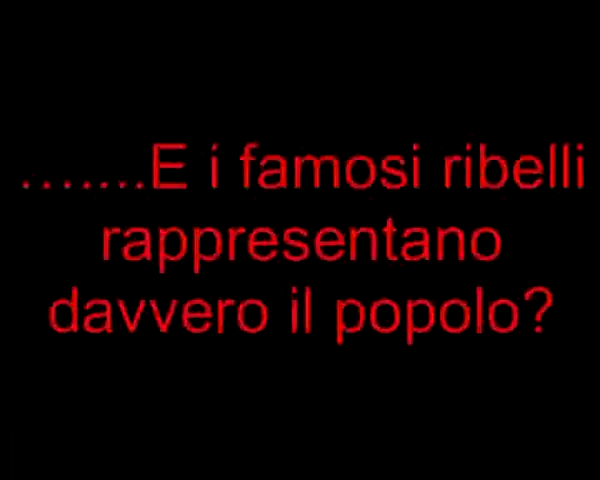 .......E i famosi ribelli
rappresentano
davvero il popolo?